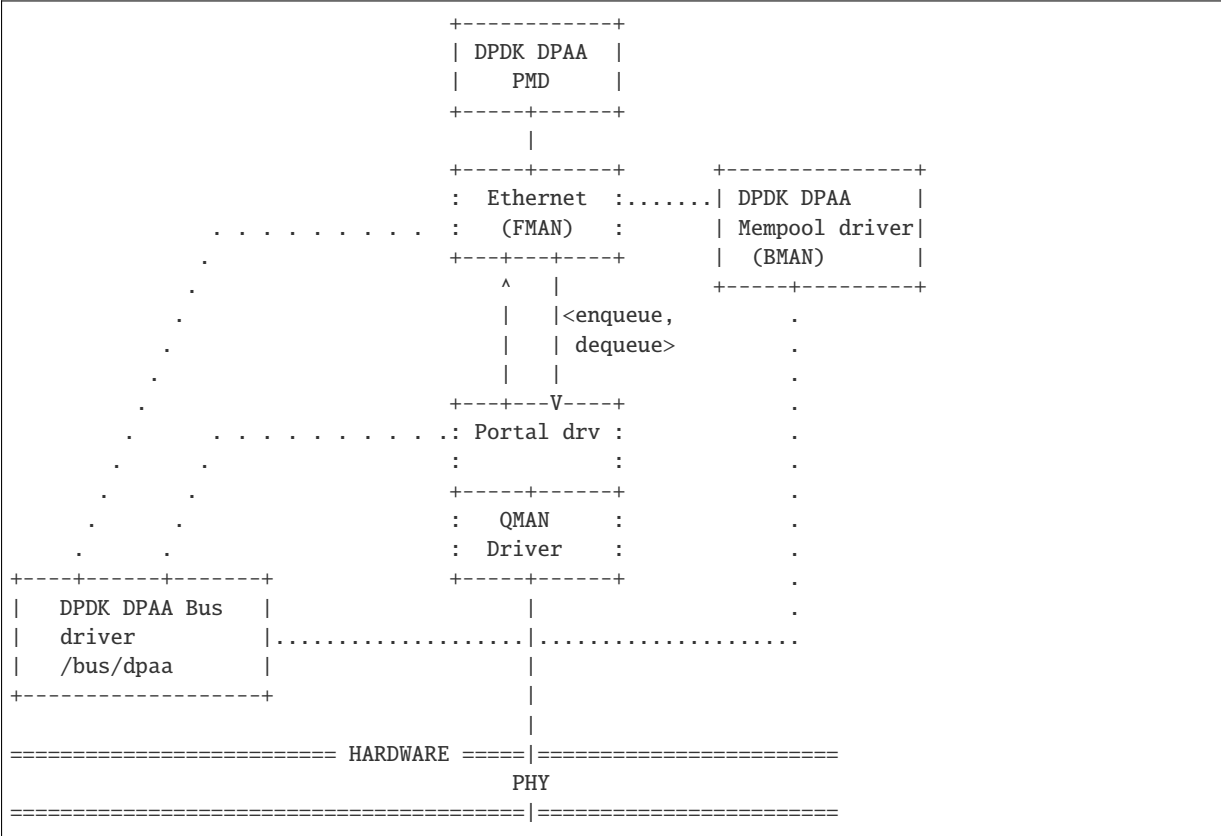 +------------+
                                   | DPDK DPAA  |
                                   |    PMD     |
                                   +-----+------+
                                         |
                                   +-----+------+       +---------------+
                                   :  Ethernet  :.......| DPDK DPAA     |
                . . . . . . . . .  :   (FMAN)   :       | Mempool driver|
               .                   +---+---+----+       |  (BMAN)       |
              .                        ^   |            +-----+---------+
             .                         |   |<enqueue,         .
            .                          |   | dequeue>         .
           .                           |   |                  .
          .                        +---+---V----+             .
         .      . . . . . . . . . .: Portal drv :             .
        .      .                   :            :             .
       .      .                    +-----+------+             .
      .      .                     :   QMAN     :             .
     .      .                      :  Driver    :             .
+----+------+-------+              +-----+------+             .
|   DPDK DPAA Bus   |                    |                    .
|   driver          |....................|.....................
|   /bus/dpaa       |                    |
+-------------------+                    |
                                         |
========================== HARDWARE =====|========================
                                        PHY
=========================================|========================